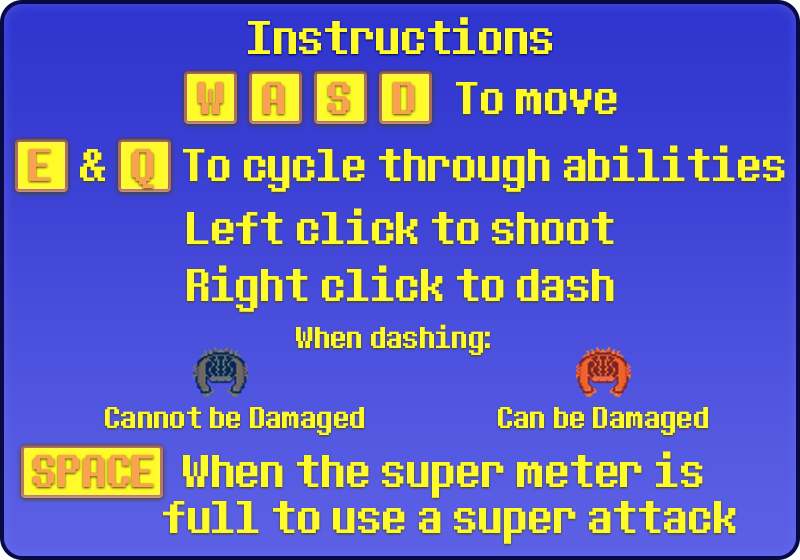 Instructions
W A S D To move
E & Q To cycle through abilities
Left click to shoot
Right click to dash
When dashing:
Cannot be Damaged Can be Damaged
SPACE When the super meter is
full to use a super attack